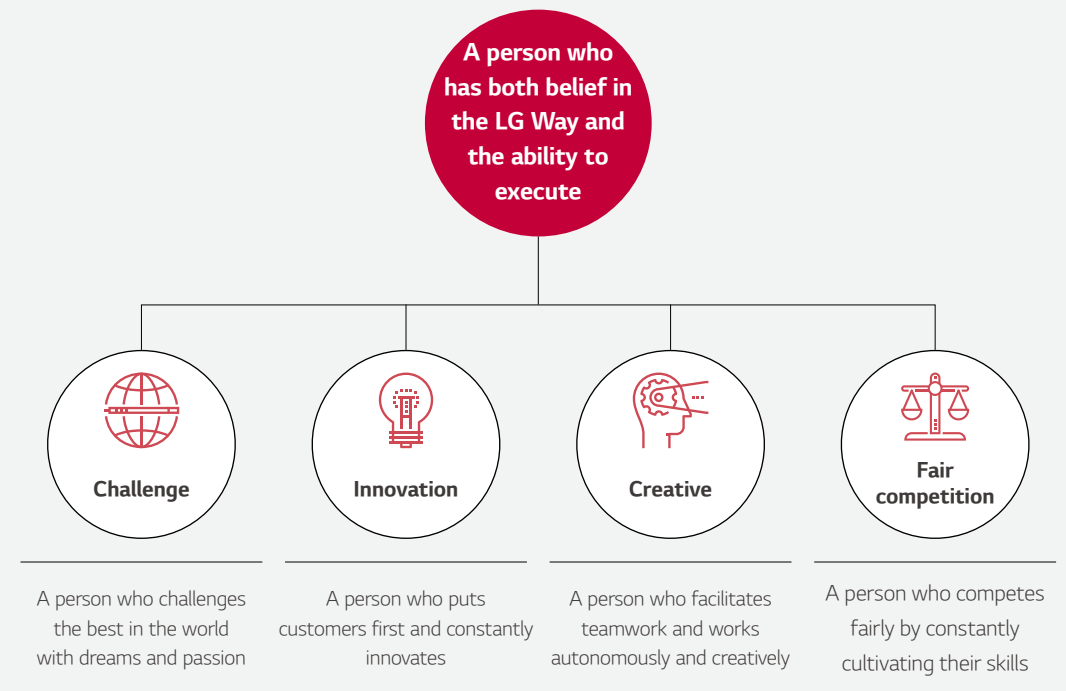 A person who
has both belief in
the LG Way and
the ability to
execute
Challenge
A person who challenges
the best in the world
with dreams and passion
Innovation
A person who puts
customers first and constantly
innovates
Creative
A person who facilitates
teamwork and works
autonomously and creatively
Fair
competition
A person who competes
fairly by constantly
cultivating their skills